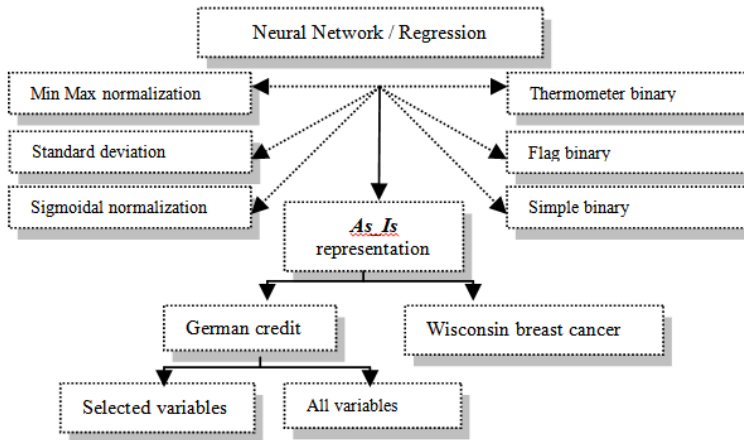 Neural Network / Regression
Min Max normalization
Thermometer binary
Standard deviation
Flag binary
Sigmoidal normalization
Simple binary
As_Is
representation
German credit
Wisconsin breast cancer
Selected variables
All variables